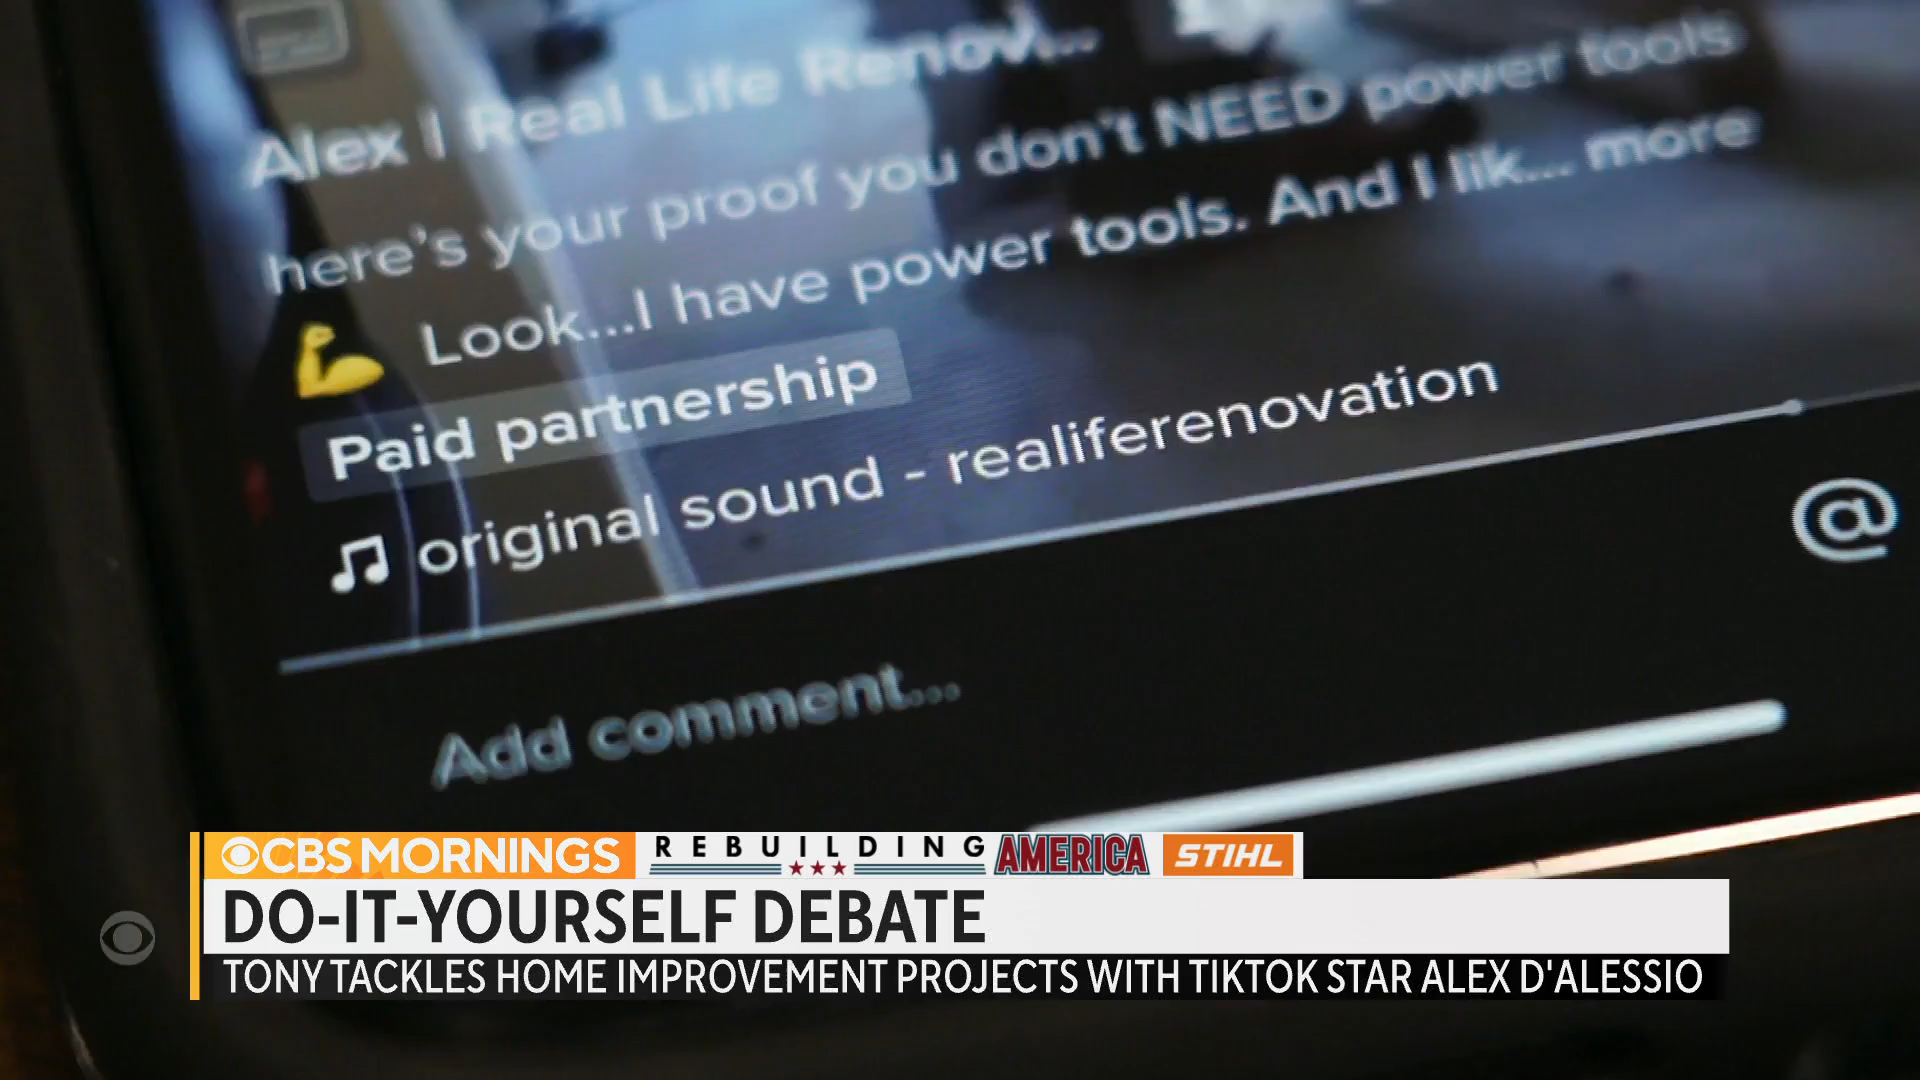 Alex | Real Life Renov...
here's your proof you don't NEED power tools
💪 Look...I have power tools. And I lik... more
Paid partnership
♫ original sound - realiferenovation
Add comment...
@
CBS MORNINGS REBUILDING AMERICA STIHL
DO-IT-YOURSELF DEBATE
TONY TACKLES HOME IMPROVEMENT PROJECTS WITH TIKTOK STAR ALEX D'ALESSIO